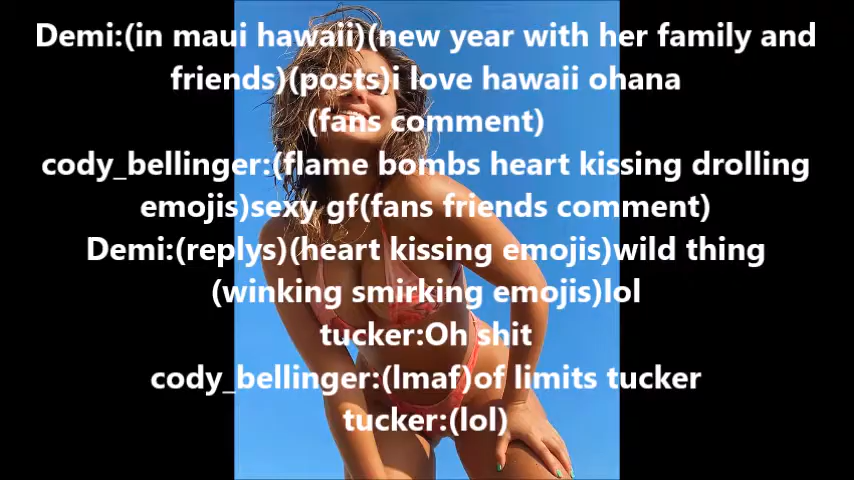 Demi:(in maui hawaii)(new year with her family and
friends)(posts)i love hawaii ohana
(fans comment)
cody_bellinger:(flame bombs heart kissing drolling
emojis)sexy gf(fans friends comment)
Demi:(replys)(heart kissing emojis)wild thing
(winking smirking emojis)lol
tucker:Oh shit
cody_bellinger:(lmaf)of limits tucker
tucker:(lol)